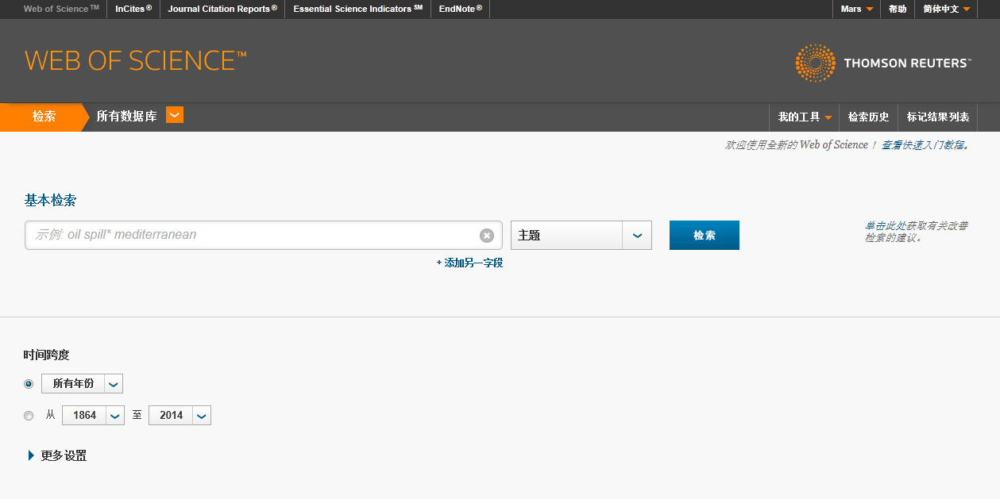 Web of Science™ InCites® Journal Citation Reports® Essential Science Indicators ℠ EndNote® Mars 帮助 简体中文
WEB OF SCIENCE™
THOMSON REUTERS™
检索 所有数据库 我的工具 检索历史 标记结果列表
欢迎使用全新的 Web of Science！ 查看快速入门教程。
基本检索
示例: oil spill* mediterranean 主题 检索
单击此处获取有关改善
检索的建议。
+ 添加另一字段
时间跨度
所有年份
从 1864 至 2014
更多设置